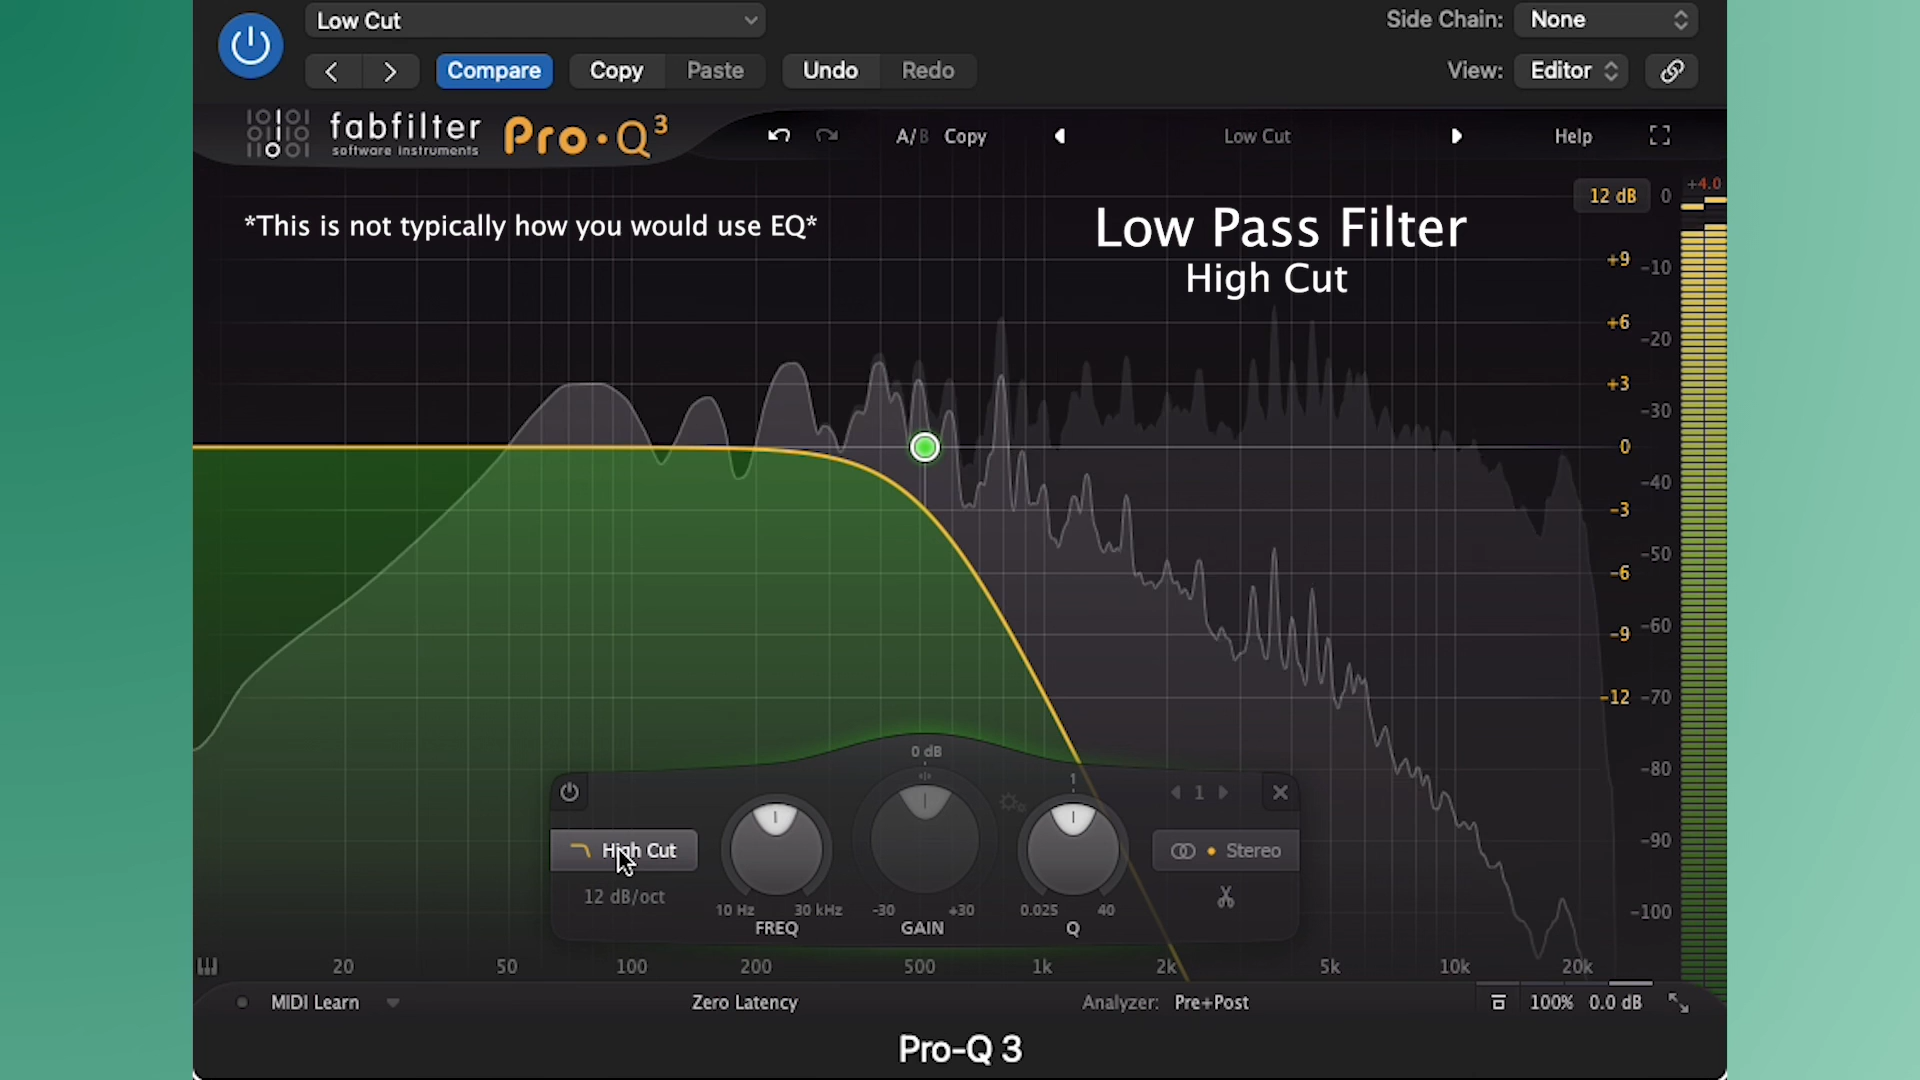 Low Cut
Side Chain: None
Compare Copy Paste Undo Redo
View: Editor
fabfilter
software instruments
Pro·Q3
A/B Copy Low Cut Help
*This is not typically how you would use EQ*
Low Pass Filter
High Cut
12 dB 0 +4.0
+9 -10
+6 -20
+3 -30
0 -40
-3 -50
-6 -60
-9
-12 -70
-80
-90
-100
0 dB
1
1
High Cut
Stereo
12 dB/oct
10 Hz 30 kHz -30 +30 0.025 40
FREQ GAIN Q
20 50 100 200 500 1k 2k 5k 10k 20k
MIDI Learn Zero Latency Analyzer: Pre+Post 100% 0.0 dB
Pro-Q 3